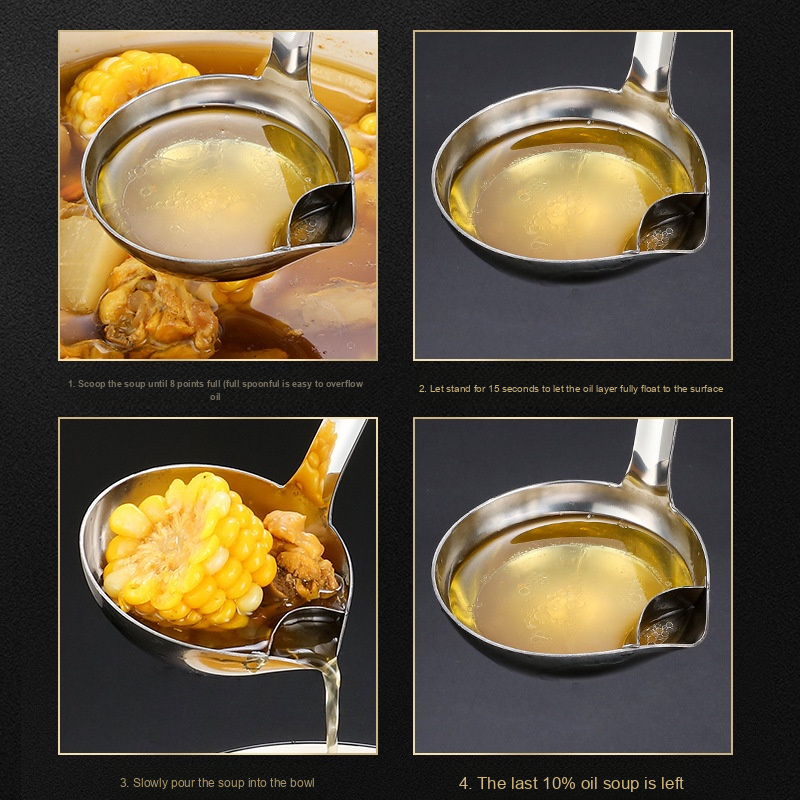 1. Scoop the soup until 8 points full (full spoonful is easy to overflow
oil
2. Let stand for 15 seconds to let the oil layer fully float to the surface
3. Slowly pour the soup into the bowl
4. The last 10% oil soup is left